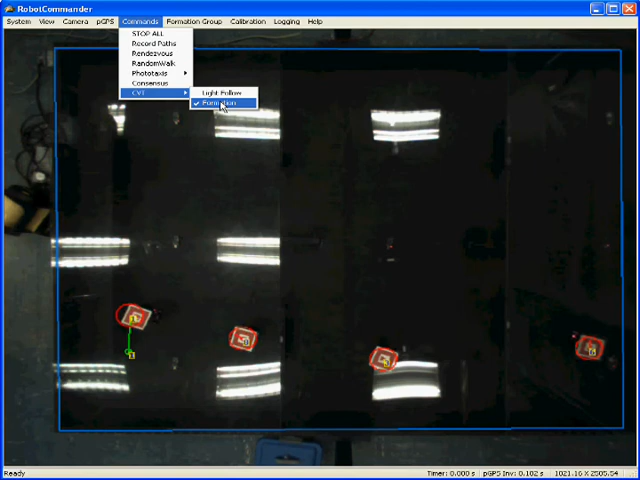 RobotCommander
System View Camera pGPS Commands Formation Group Calibration Logging Help
STOP ALL
Record Paths
Rendezvous
RandomWalk
Phototaxis
Consensus
CVT
Light Follow
Formation
Ready
Timer: 0.000 s
pGPS Inv: 0.102 s
1021.16 X 2505.54